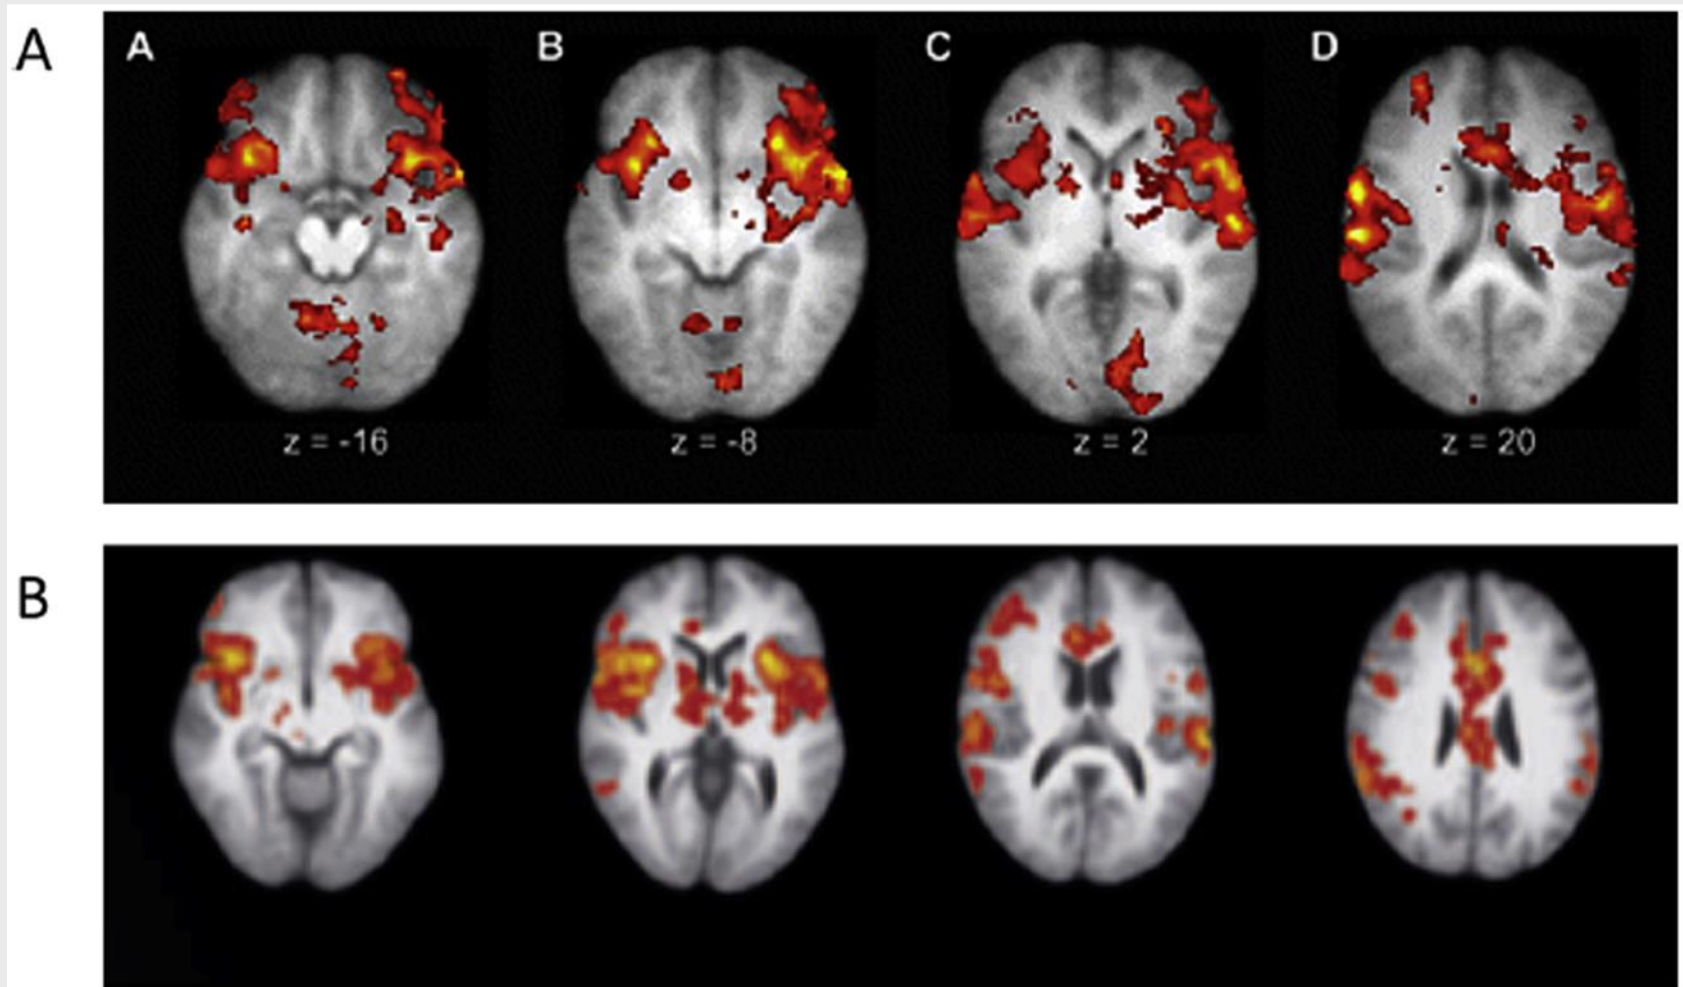 A
A B C D
z = -16 z = -8 z = 2 z = 20
B